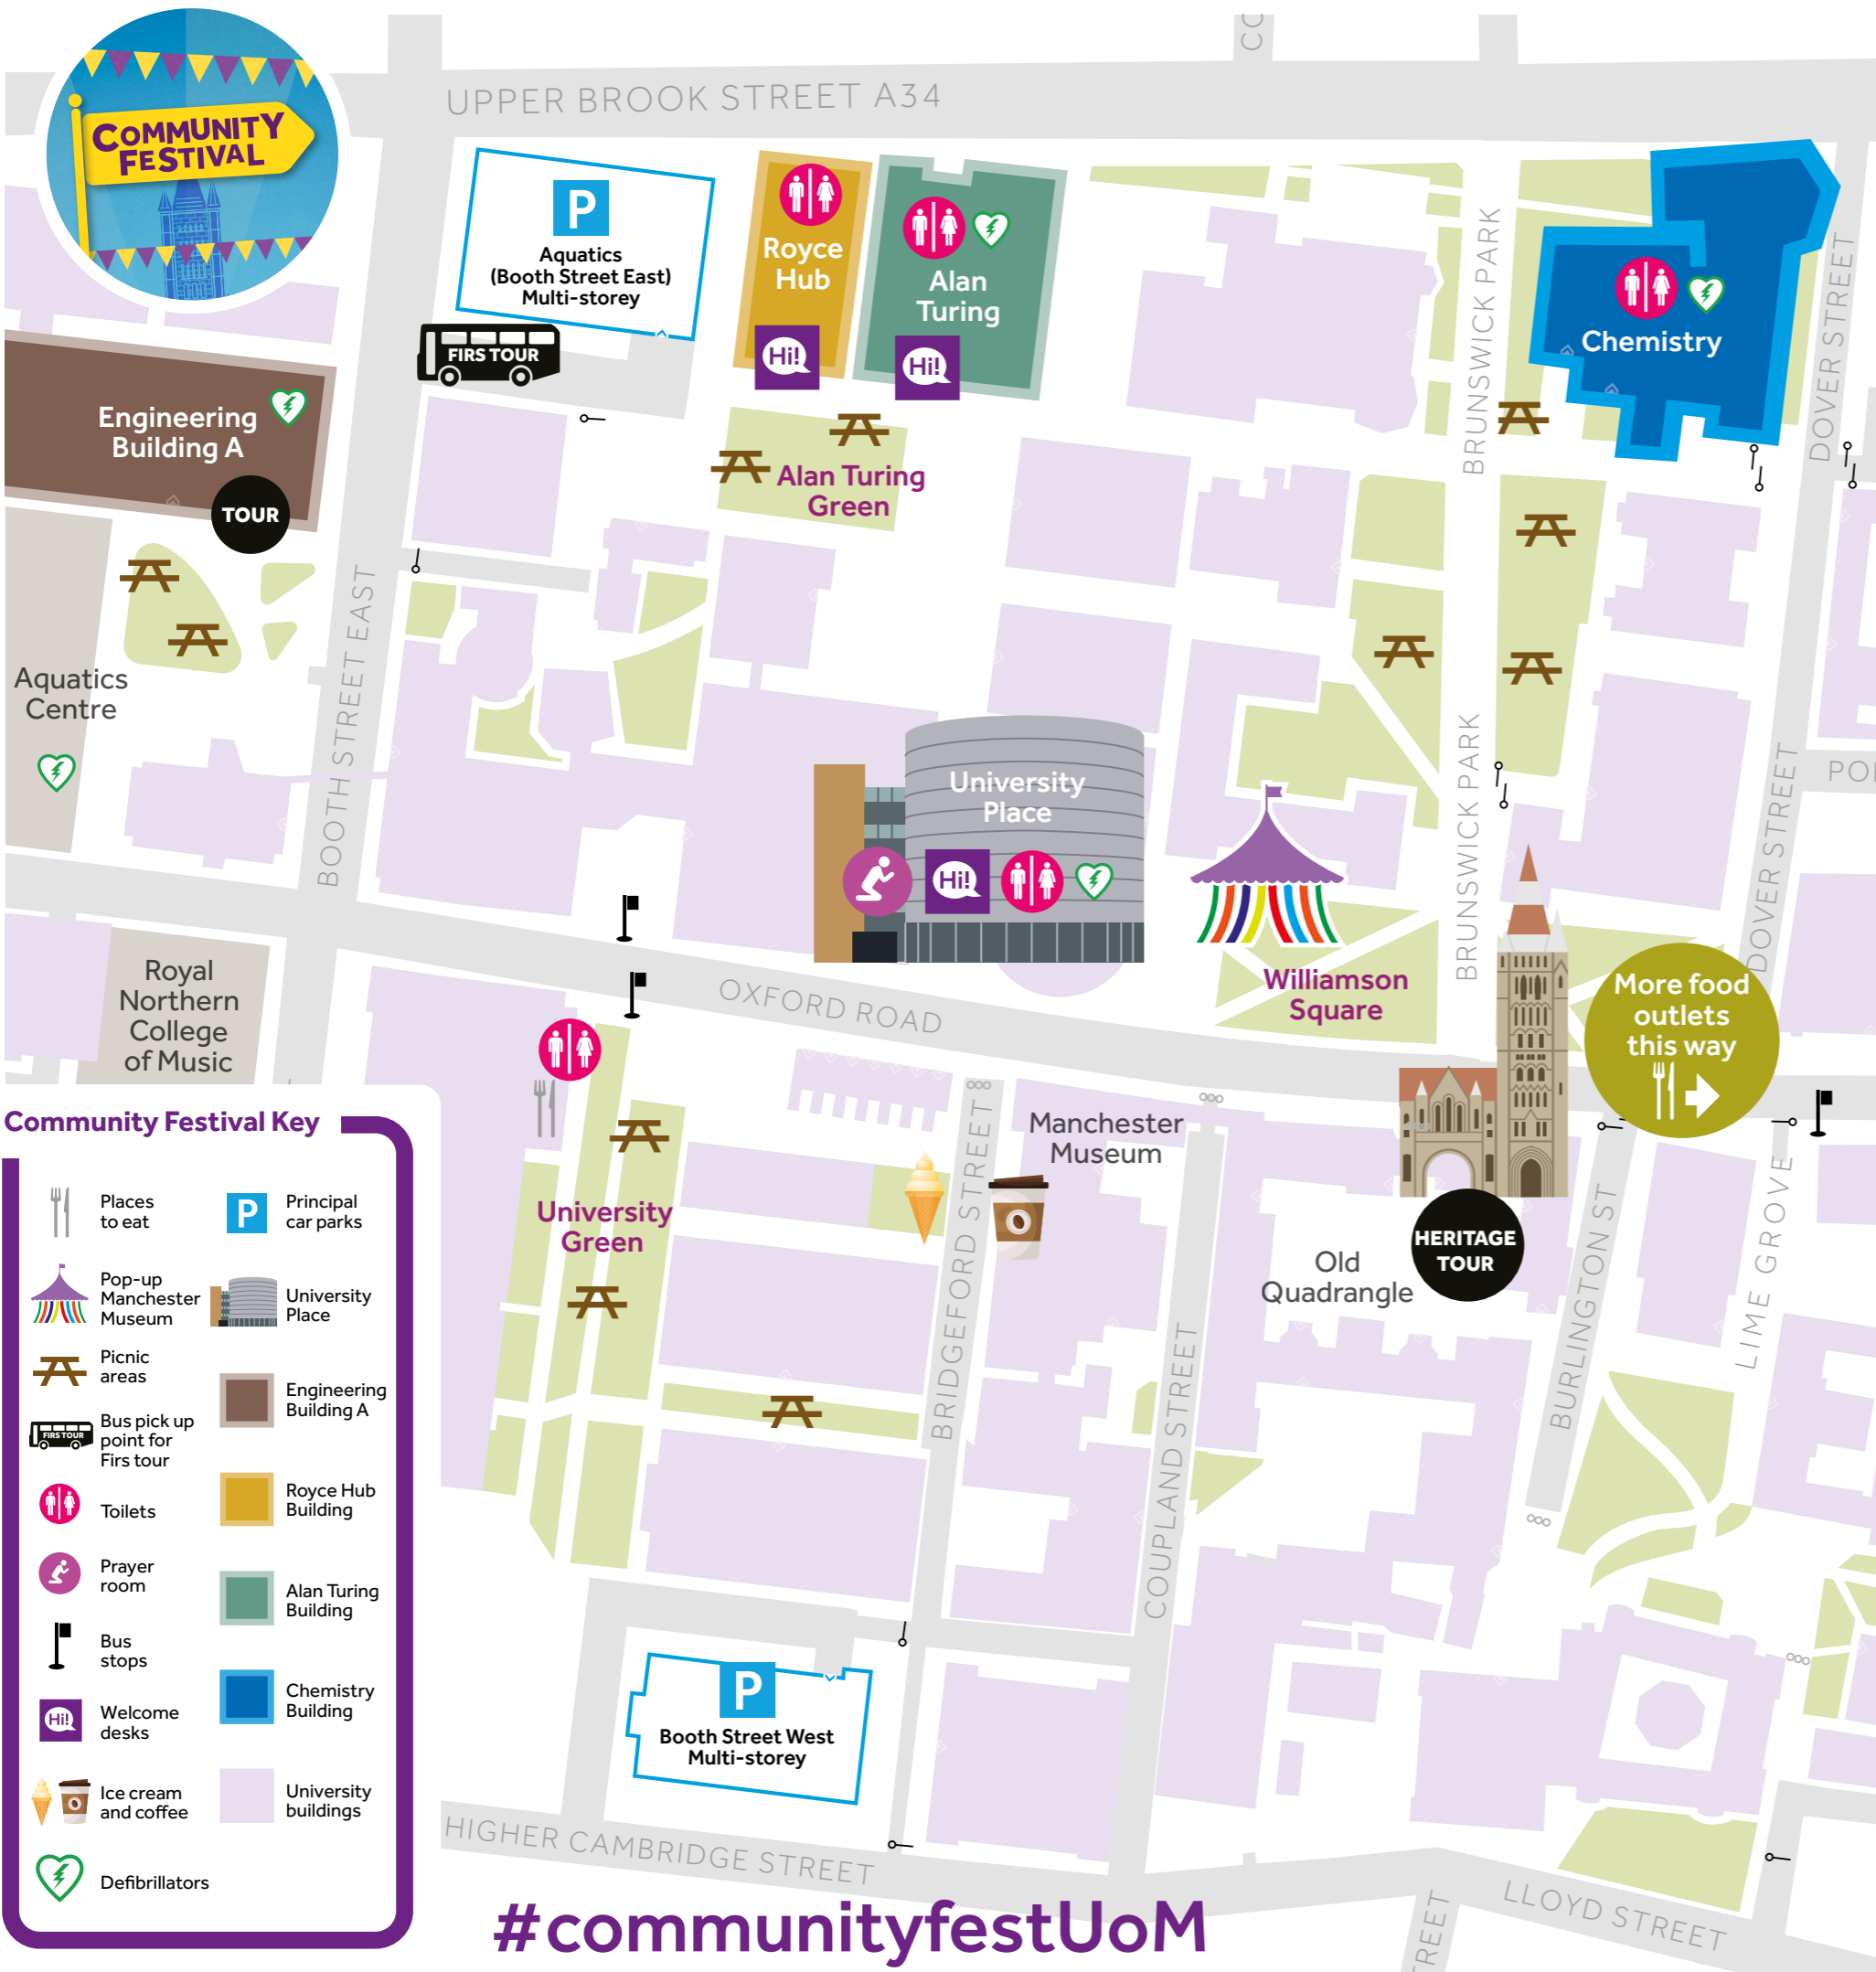 COMMUNITY
FESTIVAL
UPPER BROOK STREET A34
CO
P
Aquatics
(Booth Street East)
Multi-storey
Royce
Hub
Hi!
Alan
Turing
Hi!
BRUNSWICK PARK
Chemistry
DOVER STREET
FIRS TOUR
Engineering
Building A
TOUR
Alan Turing
Green
BOOTH STREET EAST
Aquatics
Centre
University
Place
Hi!
BRUNSWICK PARK
DOVER STREET
POR
Williamson
Square
More food
outlets
this way
Royal
Northern
College
of Music
OXFORD ROAD
Manchester
Museum
BRIDGEFORD STREET
COUPLAND STREET
University
Green
HERITAGE
TOUR
Old
Quadrangle
BURLINGTON ST
LIME GROVE
Community Festival Key
Places
to eat
P
Principal
car parks
Pop-up
Manchester
Museum
University
Place
Picnic
areas
Engineering
Building A
FIRS TOUR
Bus pick up
point for
Firs tour
Royce Hub
Building
Toilets
Prayer
room
Alan Turing
Building
Bus
stops
Chemistry
Building
Hi!
Welcome
desks
Ice cream
and coffee
University
buildings
Defibrillators
P
Booth Street West
Multi-storey
HIGHER CAMBRIDGE STREET
LLOYD STREET
TREET
#communityfestUoM